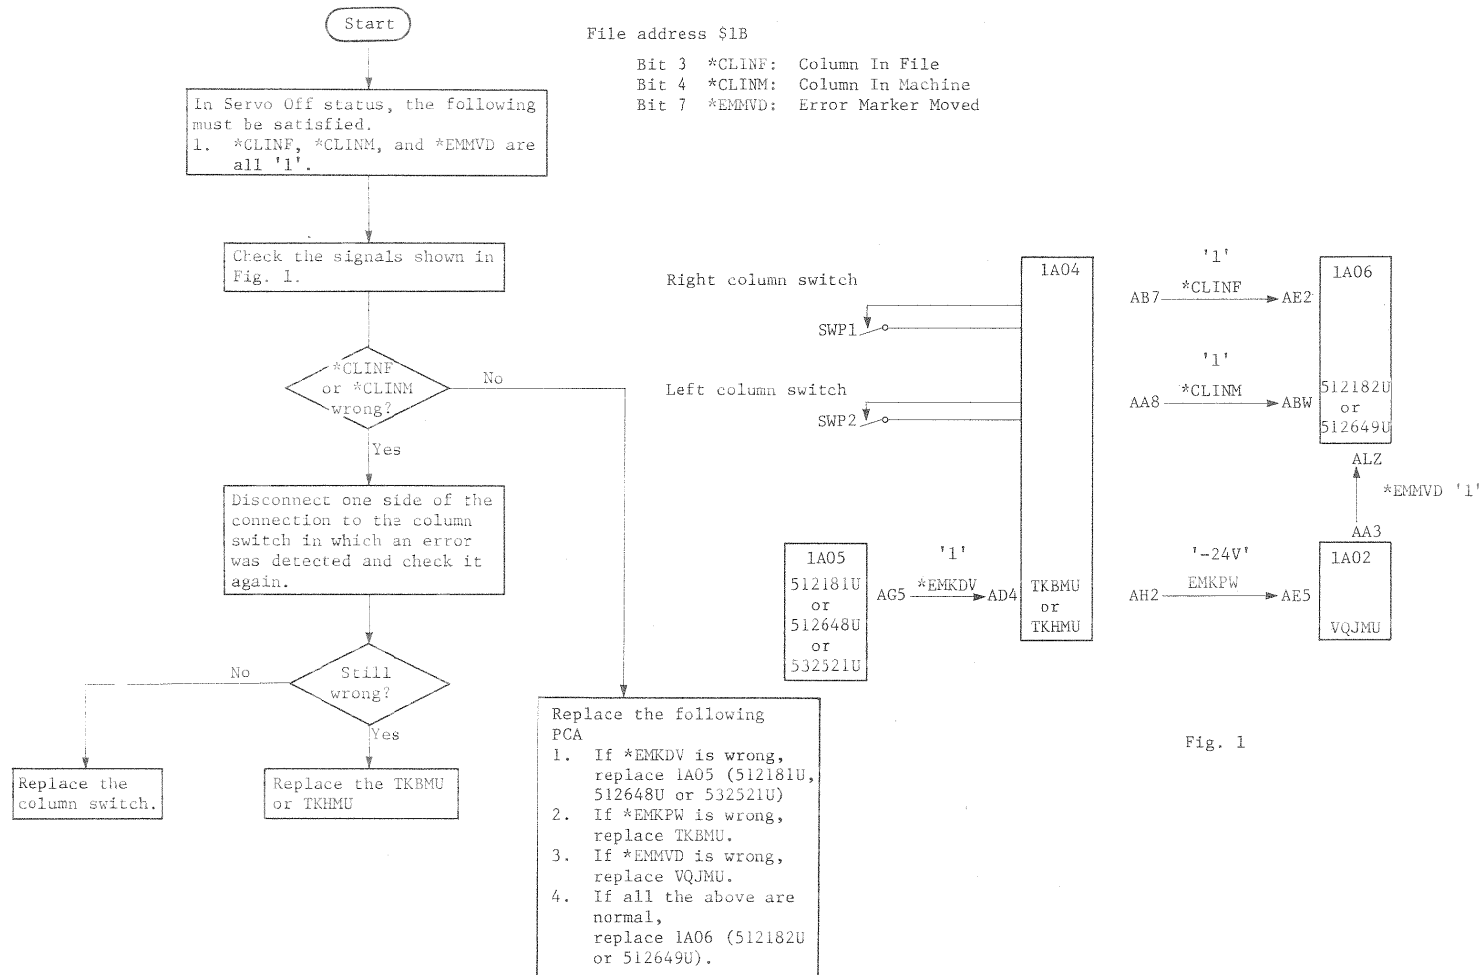 Start
File address $1B
Bit 3 *CLINF: Column In File
Bit 4 *CLINM: Column In Machine
Bit 7 *EMMVD: Error Marker Moved
In Servo Off status, the following
must be satisfied.
1. *CLINF, *CLINM, and *EMMVD are
all '1'.
Check the signals shown in
Fig. 1.
*CLINF
or *CLINM
wrong?
No
Yes
Disconnect one side of the
connection to the column
switch in which an error
was detected and check it
again.
Still
wrong?
No
Yes
Replace the
column switch.
Replace the TKBMU
or TKHMU
Replace the following
PCA
1. If *EMKDV is wrong,
replace 1A05 (512181U,
512648U or 532521U)
2. If *EMKPW is wrong,
replace TKBMU.
3. If *EMMVD is wrong,
replace VQJMU.
4. If all the above are
normal,
replace 1A06 (512182U
or 512649U).
Right column switch
SWP1
Left column switch
SWP2
1A04
TKBMU
or
TKHMU
'1'
AB7 *CLINF AE2
'1'
AA8 *CLINM ABW
1A06
512182U
or
512649U
ALZ
*EMMVD '1'
AA3
1A05
512181U
or
512648U
or
532521U
'1'
AG5 *EMKDV AD4
'-24V'
AH2 EMKPW AE5
1A02
VQJMU
Fig. 1